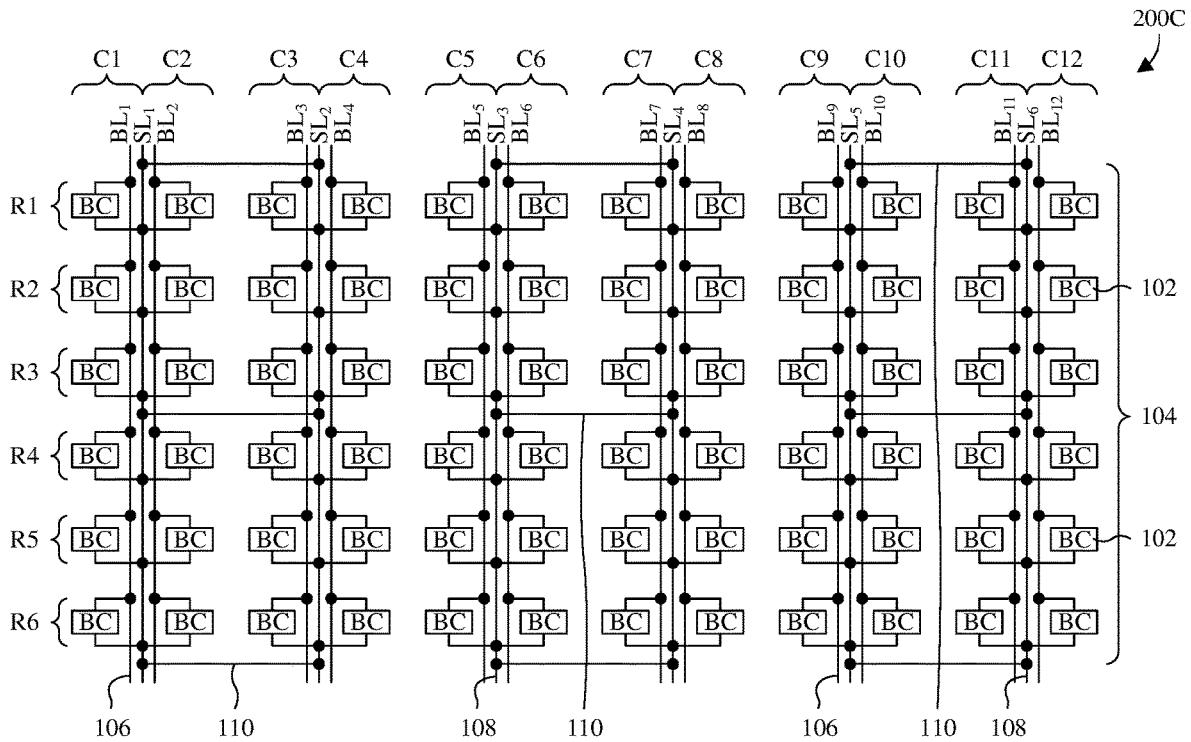 200C
C1 C2 C3 C4 C5 C6 C7 C8 C9 C10 C11 C12
BL1 SL1 BL2 BL3 SL2 BL4 BL5 SL3 BL6 BL7 SL4 BL8 BL9 SL5 BL10 BL11 SL6 BL12
R1 BC BC BC BC BC BC BC BC BC BC BC BC
R2 BC BC BC BC BC BC BC BC BC BC BC BC 102
R3 BC BC BC BC BC BC BC BC BC BC BC BC
104
R4 BC BC BC BC BC BC BC BC BC BC BC BC
R5 BC BC BC BC BC BC BC BC BC BC BC BC 102
R6 BC BC BC BC BC BC BC BC BC BC BC BC
106 110 108 110 106 110 108